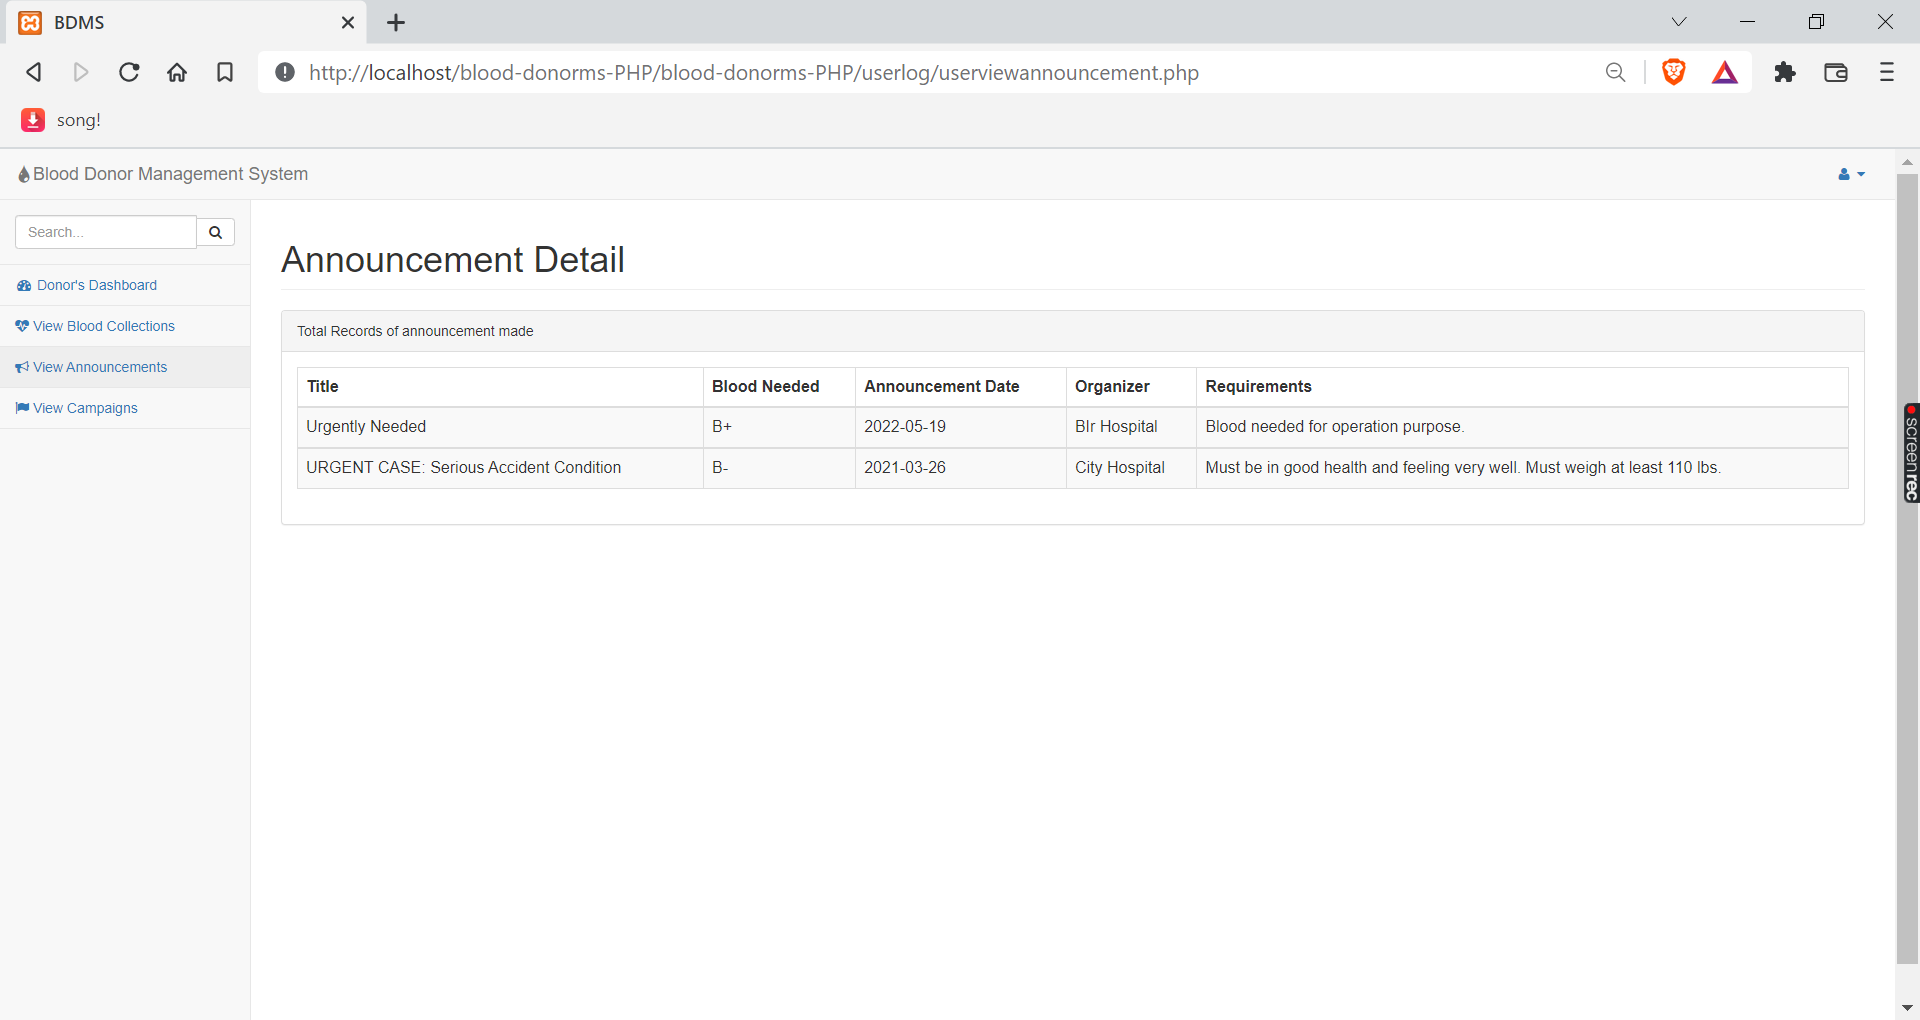 BDMS
http://localhost/blood-donorms-PHP/blood-donorms-PHP/userlog/userviewannouncement.php
song!
Blood Donor Management System
Search...
Donor's Dashboard
View Blood Collections
View Announcements
View Campaigns
Announcement Detail
Total Records of announcement made
Title Blood Needed Announcement Date Organizer Requirements
Urgently Needed B+ 2022-05-19 Blr Hospital Blood needed for operation purpose.
URGENT CASE: Serious Accident Condition B- 2021-03-26 City Hospital Must be in good health and feeling very well. Must weigh at least 110 lbs.
screenrec